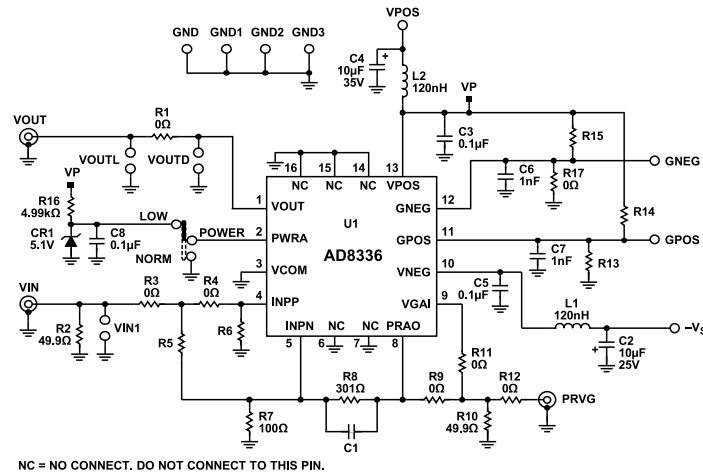 VPOS
GND GND1 GND2 GND3
C4
10µF
35V
+
L2
120nH
VP
VOUT
R1
0Ω
VOUTL VOUTD
C3
0.1µF
R15
16 15 14 13
NC NC NC VPOS
C6
1nF
R17
0Ω
GNEG
VP
R16
4.99kΩ
1 VOUT
U1
GNEG 12
LOW
CR1
5.1V
C8
0.1µF
POWER
2 PWRA
AD8336
GPOS 11
R14
GPOS
NORM
3 VCOM
VNEG 10
C7
1nF
R13
VIN
R3
0Ω
R4
0Ω
4 INPP
VGAI 9
C5
0.1µF
L1
120nH
–VS
R2
49.9Ω
VIN1
R5
R6
INPN NC NC PRAO
5 6 7 8
+
C2
10µF
25V
R11
0Ω
R8
301Ω
R9
0Ω
R12
0Ω
PRVG
R7
100Ω
C1
R10
49.9Ω
NC = NO CONNECT. DO NOT CONNECT TO THIS PIN.